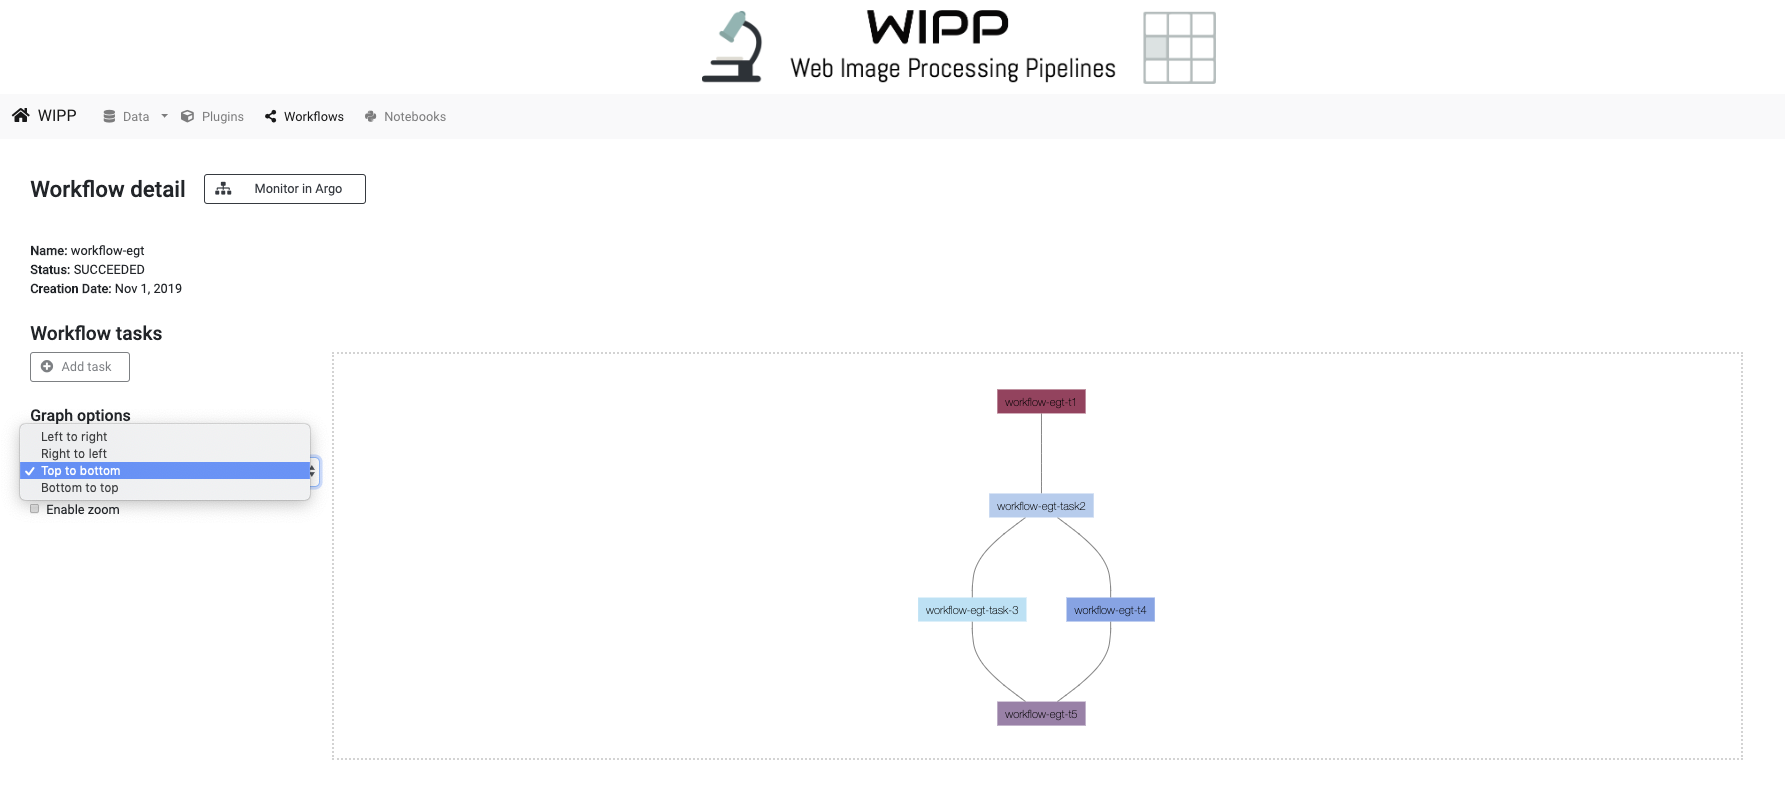 WIPP
Web Image Processing Pipelines
WIPP Data Plugins Workflows Notebooks
Workflow detail Monitor in Argo
Name: workflow-egt
Status: SUCCEEDED
Creation Date: Nov 1, 2019
Workflow tasks
Add task
Graph options
Left to right
Right to left
Top to bottom
Bottom to top
Enable zoom
workflow-egt-t1
workflow-egt-task2
workflow-egt-task-3 workflow-egt-t4
workflow-egt-t5